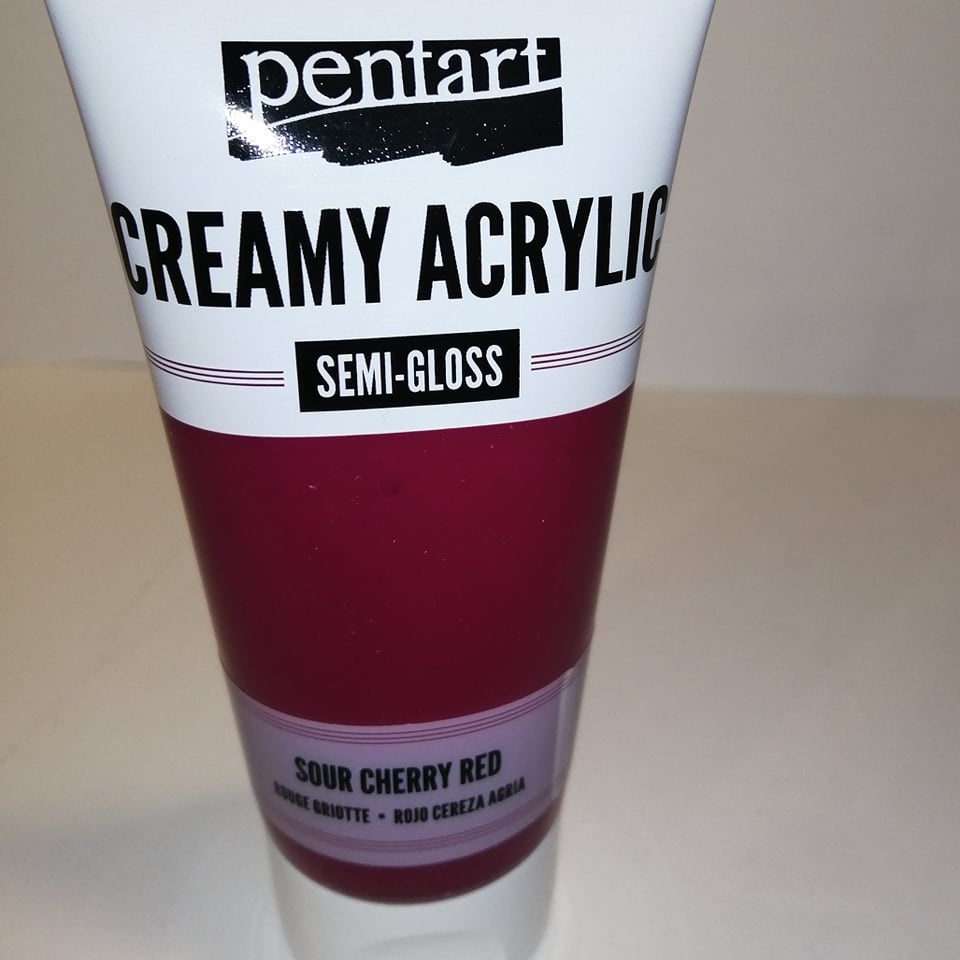 pentart
CREAMY ACRYLIC
SEMI-GLOSS
SOUR CHERRY RED
ROUGE GRIOTTE • ROJO CEREZA AGRIA